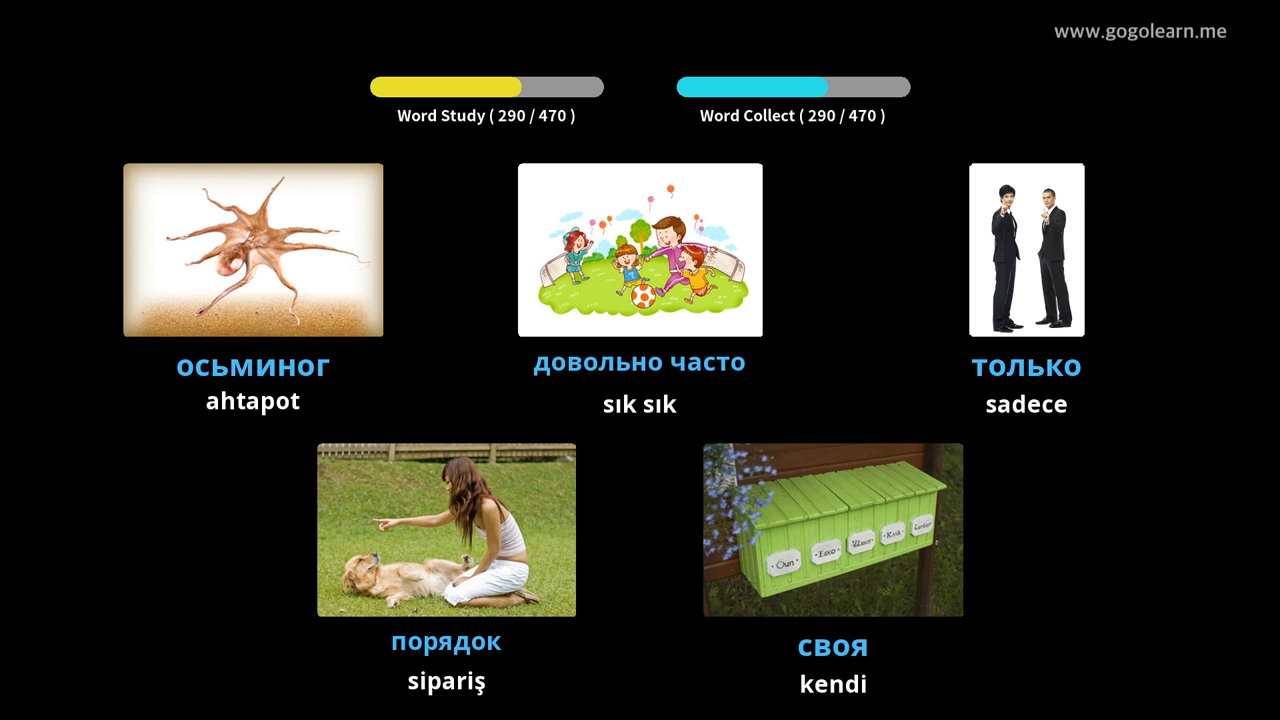 www.gogolearn.me
Word Study ( 290 / 470 )
Word Collect ( 290 / 470 )
осьминог
ahtapot
довольно часто
sık sık
только
sadece
порядок
sipariş
своя
kendi